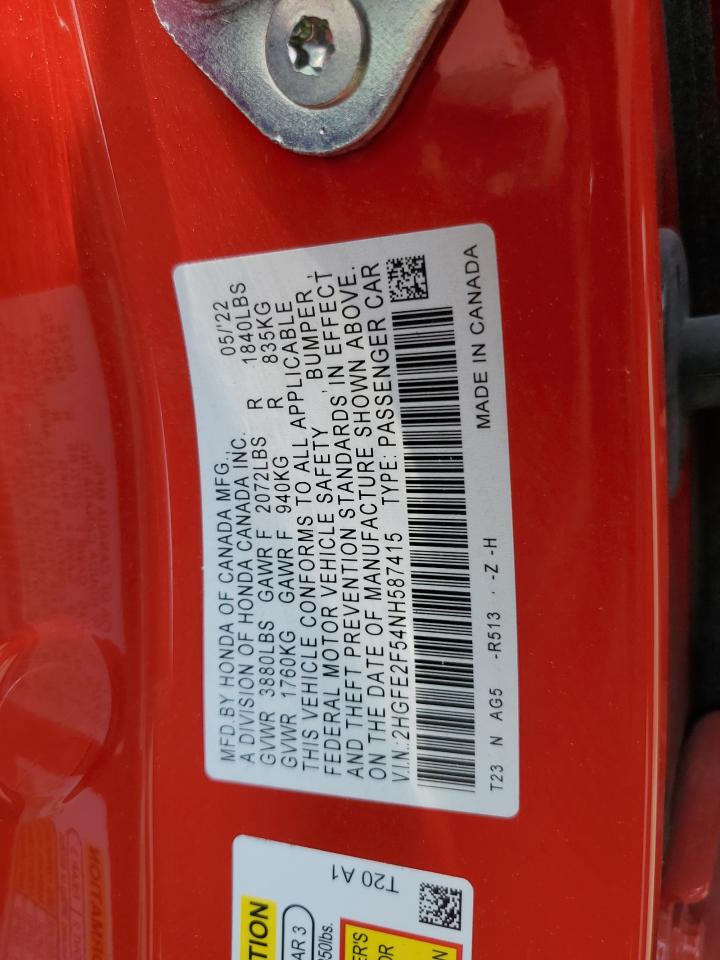 MFD.BY HONDA OF CANADA MFG.,
A DIVISION OF HONDA CANADA INC. 05/'22
GVWR 3880LBS GAWR F 2072LBS R 1840LBS
GVWR 1760KG GAWR F 940KG R 835KG
THIS VEHICLE CONFORMS TO ALL APPLICABLE
FEDERAL MOTOR VEHICLE SAFETY , BUMPER,
AND THEFT PREVENTION STANDARDS IN EFFECT
ON THE DATE OF MANUFACTURE SHOWN ABOVE.
V.IN.:2HGFE2F54NH587415 TYPE: PASSENGER CAR
MADE IN CANADA
T23 N AG5 -R513 . -Z -H
T20 A1